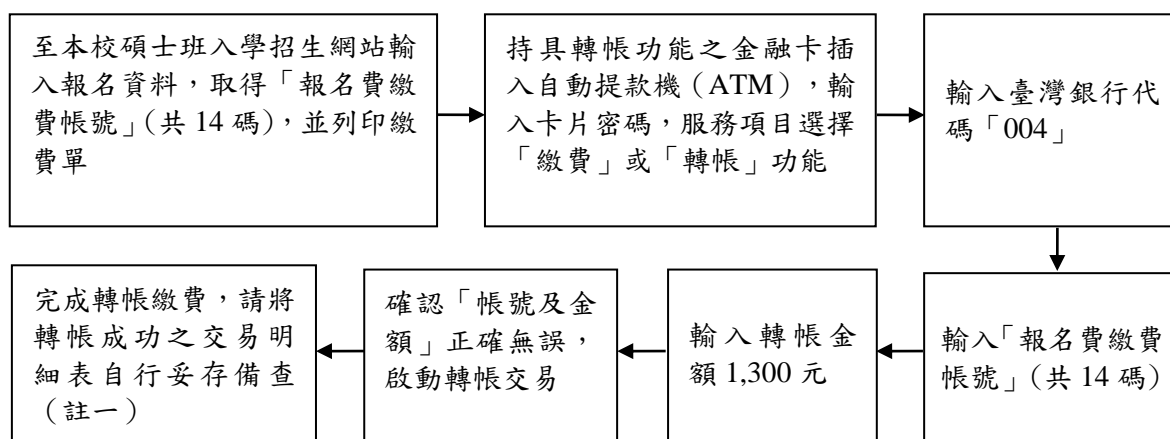 至本校碩士班入學招生網站輸
入報名資料，取得「報名費繳
費帳號」(共 14 碼)，並列印繳
費單
持具轉帳功能之金融卡插
入自動提款機（ATM），輸
入卡片密碼，服務項目選擇
「繳費」或「轉帳」功能
輸入臺灣銀行代
碼「004」
輸入「報名費繳費
帳號」(共 14 碼)
輸入轉帳金
額 1,300 元
確認「帳號及金
額」正確無誤，
啟動轉帳交易
完成轉帳繳費，請將
轉帳成功之交易明
細表自行妥存備查
（註一）